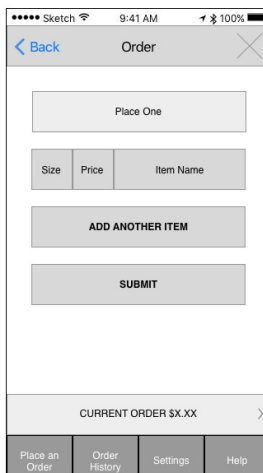 Sketch 9:41 AM 100%
Back Order
Place One
Size Price Item Name
ADD ANOTHER ITEM
SUBMIT
CURRENT ORDER $X.XX
Place an Order
Order History
Settings
Help